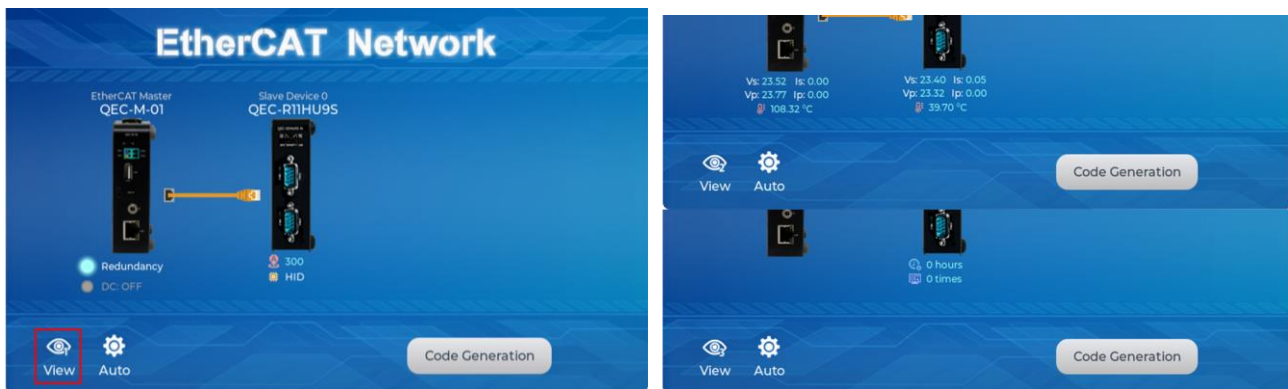 EtherCAT Network
EtherCAT Master
QEC-M-01
Slave Device 0
QEC-R11HU9S
Redundancy
DC: OFF
300
HID
View
Auto
Code Generation
Vs: 23.52 Is: 0.00
Vp: 23.77 Ip: 0.00
108.32 °C
Vs: 23.40 Is: 0.05
Vp: 23.32 Ip: 0.00
39.70 °C
View
Auto
Code Generation
0 hours
0 times
View
Auto
Code Generation